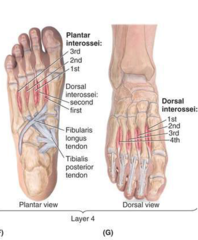 Plantar
interossei:
3rd
2nd
1st
Dorsal
interossei:
second
first
Fibularis
longus
tendon
Tibialis
posterior
tendon
Dorsal
interossei:
1st
2nd
3rd
4th
Plantar view
Dorsal view
Layer 4
(G)